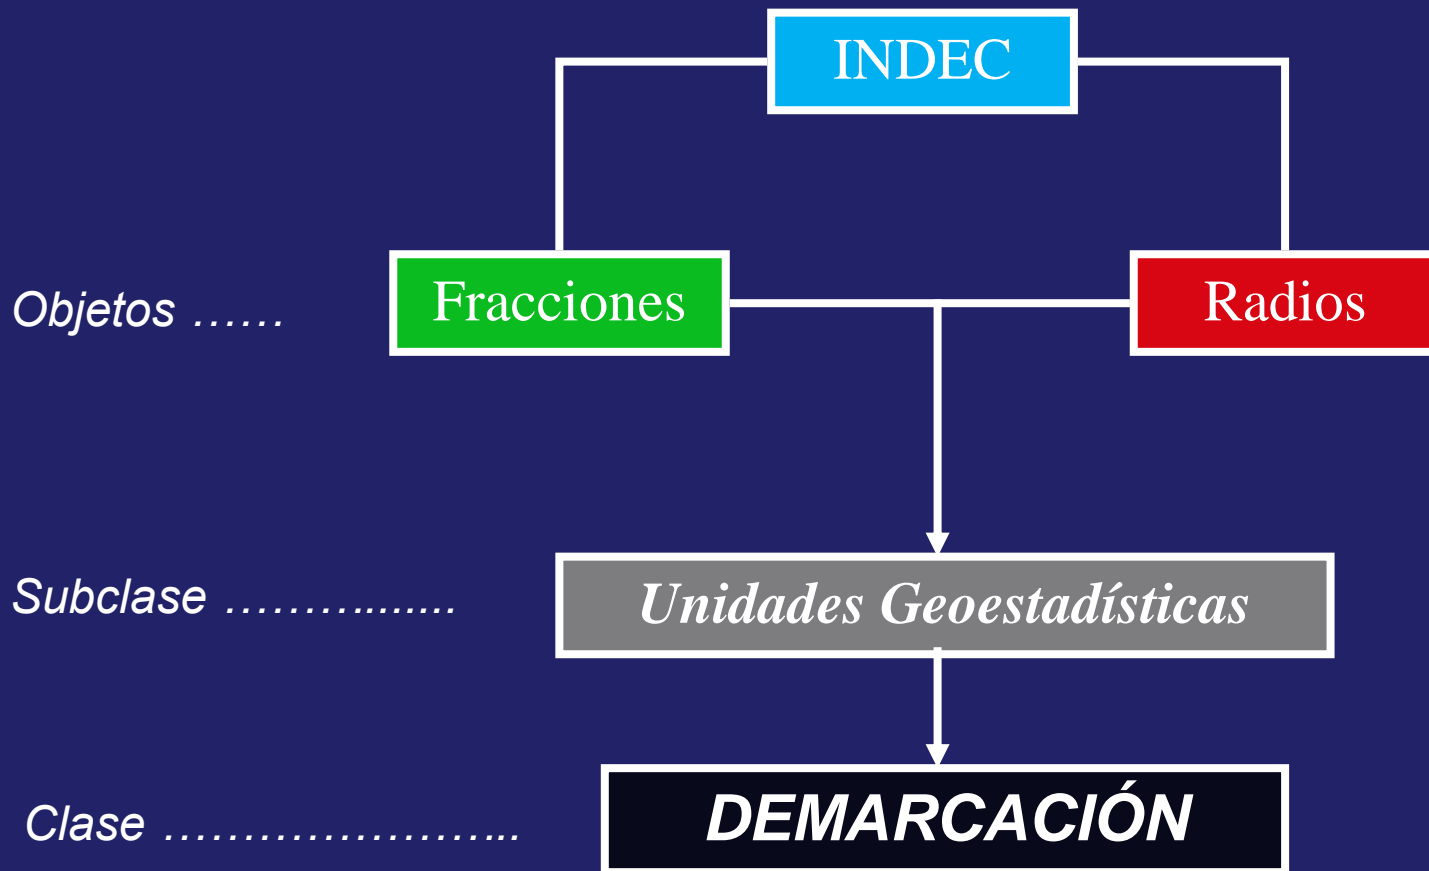 INDEC
Objetos ……
Fracciones
Radios
Subclase ………........
Unidades Geoestadísticas
Clase …………………..
DEMARCACIÓN